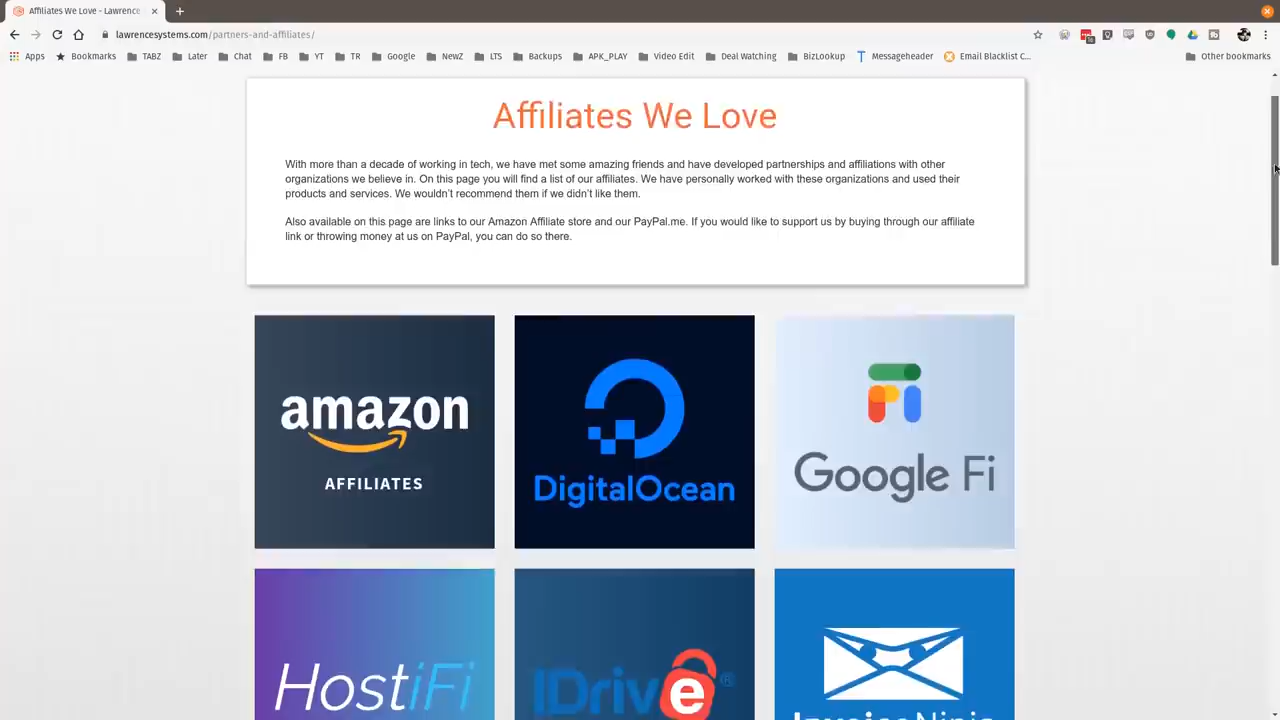 Affiliates We Love - Lawrence
lawrencesystems.com/partners-and-affiliates/
Apps Bookmarks TABZ Later Chat FB YT TR Google NewZ LTS Backups APK_PLAY Video Edit Deal Watching BizLookup Messageheader Email Blacklist C... Other bookmarks
Affiliates We Love
With more than a decade of working in tech, we have met some amazing friends and have developed partnerships and affiliations with other
organizations we believe in. On this page you will find a list of our affiliates. We have personally worked with these organizations and used their
products and services. We wouldn't recommend them if we didn't like them.
Also available on this page are links to our Amazon Affiliate store and our PayPal.me. If you would like to support us by buying through our affiliate
link or throwing money at us on PayPal, you can do so there.
amazon
AFFILIATES
DigitalOcean
Google Fi
HostiFi
IDrive®